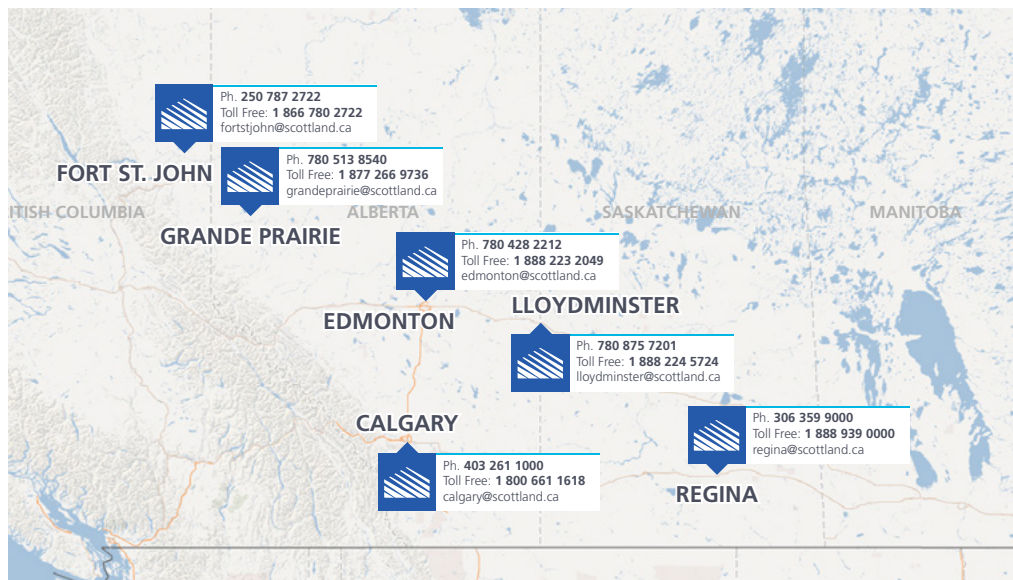 Ph. 250 787 2722
Toll Free: 1 866 780 2722
fortstjohn@scottland.ca
FORT ST. JOHN
Ph. 780 513 8540
Toll Free: 1 877 266 9736
grandeprairie@scottland.ca
ITISH COLUMBIA
ALBERTA
SASKATCHEWAN
MANITOBA
GRANDE PRAIRIE
Ph. 780 428 2212
Toll Free: 1 888 223 2049
edmonton@scottland.ca
EDMONTON
LLOYDMINSTER
Ph. 780 875 7201
Toll Free: 1 888 224 5724
lloydminster@scottland.ca
CALGARY
Ph. 403 261 1000
Toll Free: 1 800 661 1618
calgary@scottland.ca
Ph. 306 359 9000
Toll Free: 1 888 939 0000
regina@scottland.ca
REGINA